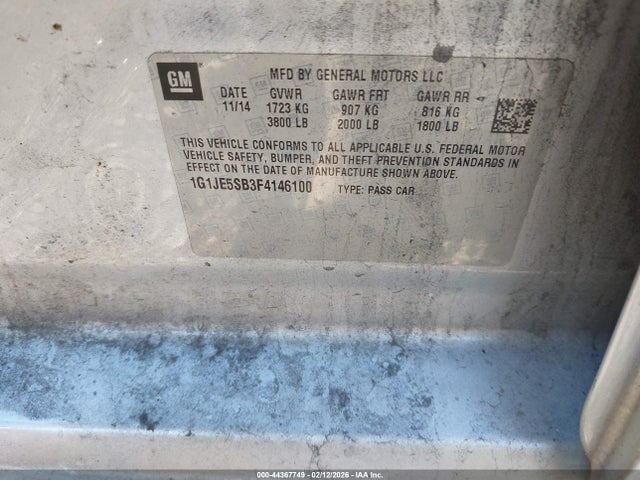 GM
MFD BY GENERAL MOTORS LLC
DATE GVWR GAWR FRT GAWR RR
11/14 1723 KG 907 KG 816 KG
3800 LB 2000 LB 1800 LB
THIS VEHICLE CONFORMS TO ALL APPLICABLE U.S. FEDERAL MOTOR
VEHICLE SAFETY, BUMPER, AND THEFT PREVENTION STANDARDS IN
EFFECT ON THE DATE OF MANUFACTURE SHOWN ABOVE.
1G1JE5SB3F4146100 TYPE: PASS CAR
000-44367749 - 02/12/2026 - IAA Inc.